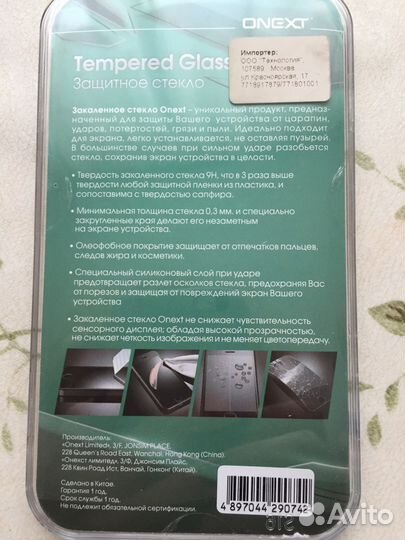 ONEXT
Tempered Glass
Защитное стекло
Импортер:
ООО "Технология",
107589, Москва,
ул.Красноярская, 17
7718917879/771801001
Закаленное стекло Onext – уникальный продукт, предназ-
наченный для защиты Вашего устройства от царапин,
ударов, потертостей, грязи и пыли. Идеально подходит
для экрана, легко устанавливается, не оставляя пузырей.
В большинстве случаев при сильном ударе разобьется
стекло, сохранив экран устройства в целости.
• Твердость закаленного стекла 9H, что в 3 раза выше
твердости любой защитной пленки из пластика, и
сопоставима с твердостью сапфира.
• Минимальная толщина стекла 0,3 мм. и специально
закругленные края делают его незаметным
на экране устройства.
• Олеофобное покрытие защищает от отпечатков пальцев,
следов жира и косметики.
• Специальный силиконовый слой при ударе
предотвращает разлет осколков стекла, предохраняя Вас
от порезов и защищая от повреждений экран Вашего
устройства
• Закаленное стекло Onext не снижает чувствительность
сенсорного дисплея; обладая высокой прозрачностью,
не снижает четкость изображения и не меняет цветопередачу.
Производитель:
«Onext Limited», 3/F, JONSIM PLACE,
228 Queen's Road East, Wanchai, Hong Kong (China).
«Онекст лимитед», 3/Ф, Джонсим Плайс,
228 Квин Роад Ист, Ванчай, Гонконг (Китай).
Сделано в Китае.
Гарантия 1 год.
Срок службы 1 год.
Не подлежит обязательной сертификации.
4 897044 290742
Avito